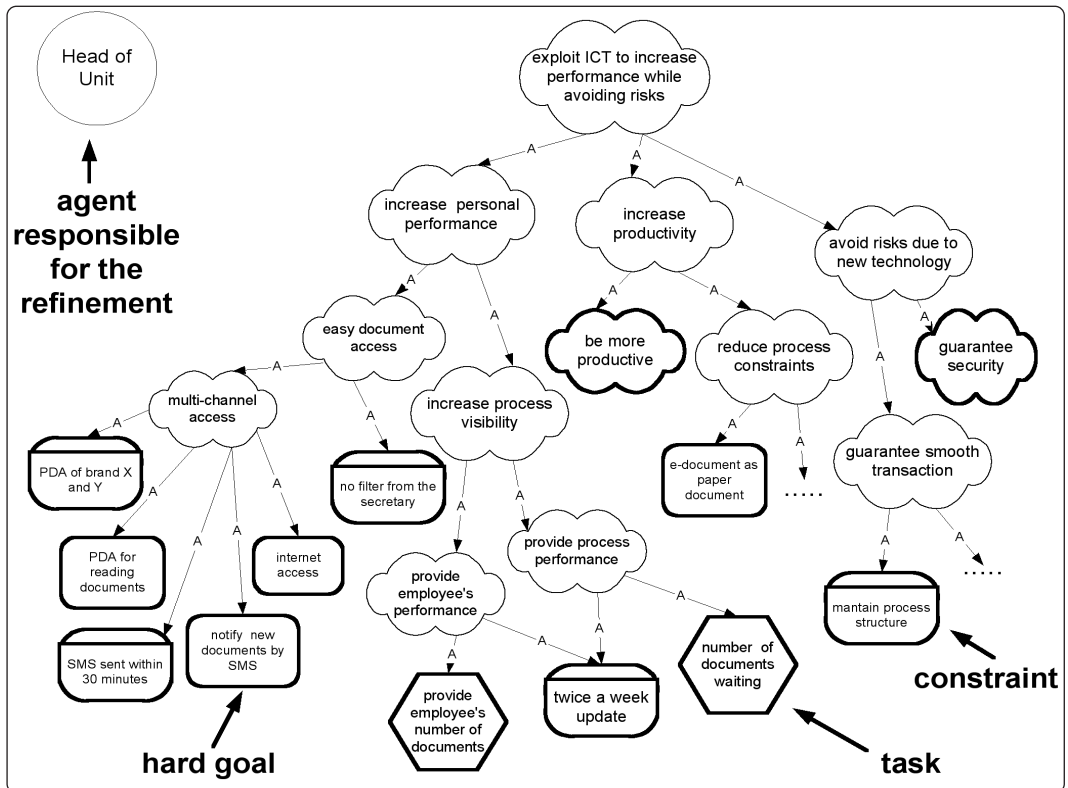 Head of
Unit
agent
responsible
for the
refinement
exploit ICT to increase
performance while
avoiding risks
A
A
A
increase personal
performance
increase
productivity
avoid risks due to
new technology
A
A
A
A
A
A
easy document
access
be more
productive
reduce process
constraints
guarantee
security
A
A
multi-channel
access
increase process
visibility
A
A
guarantee smooth
transaction
.....
A
A
A
A
A
PDA of brand X
and Y
no filter from the
secretary
e-document as
paper
document
A
A
A
A
.....
PDA for
reading
documents
internet
access
provide process
performance
provide
employee's
performance
A
A
mantain process
structure
SMS sent within
30 minutes
notify new
documents by
SMS
A
A
number of
documents
waiting
constraint
provide
employee's
number of
documents
twice a week
update
hard goal
task